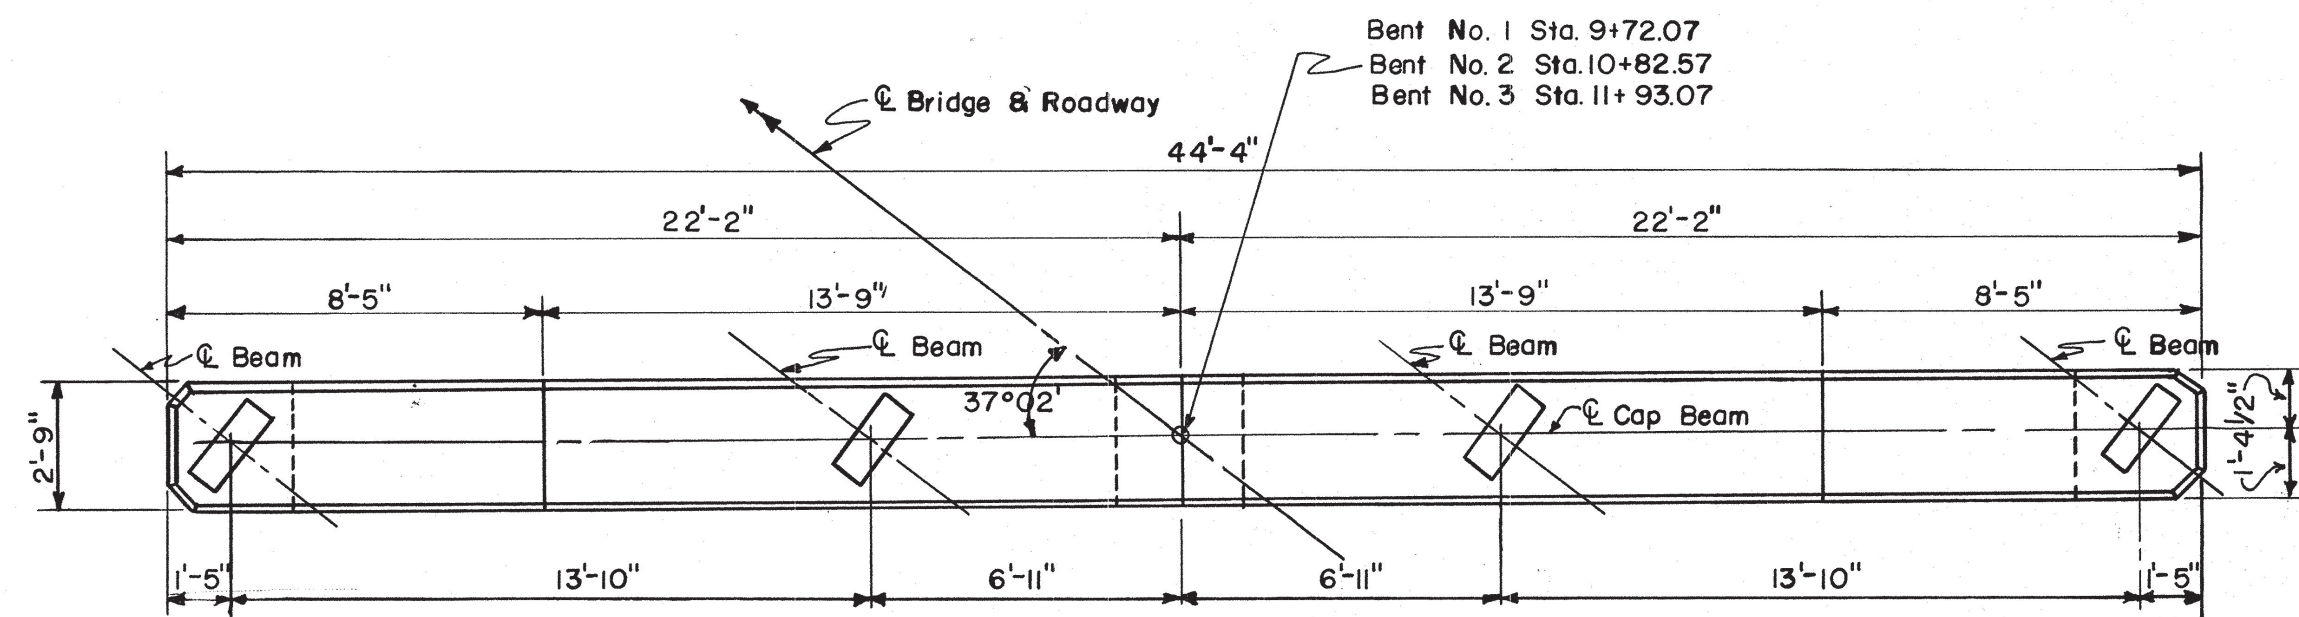 Bent No. 1 Sta. 9+72.07
Bent No. 2 Sta. 10+82.57
Bent No. 3 Sta. 11+93.07
℄ Bridge & Roadway
44'-4"
22'-2" 22'-2"
8'-5" 13'-9" 13'-9" 8'-5"
℄ Beam ℄ Beam ℄ Beam ℄ Beam
37°02'
℄ Cap Beam
2'-9"
1'-4 1/2"
1'-5" 13'-10" 6'-11" 6'-11" 13'-10" 1'-5"